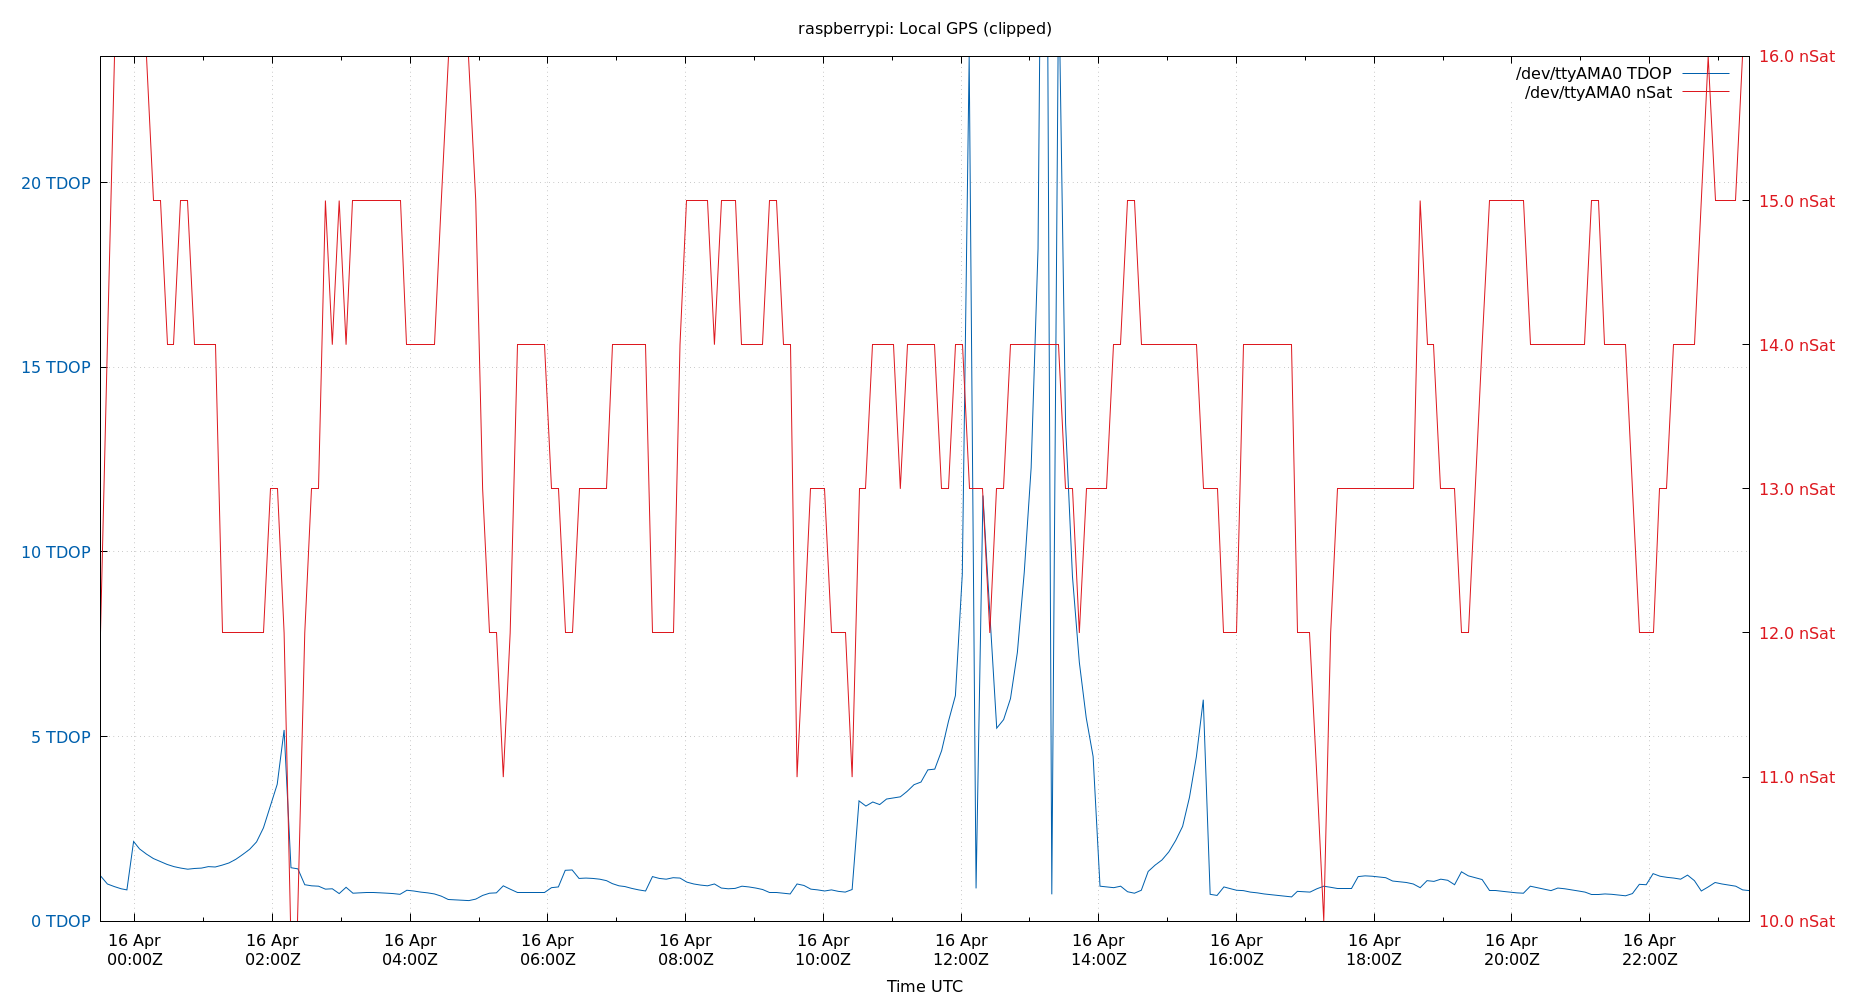 raspberrypi: Local GPS (clipped)
16.0 nSat
/dev/ttyAMA0 TDOP
/dev/ttyAMA0 nSat
20 TDOP
15.0 nSat
15 TDOP
14.0 nSat
13.0 nSat
10 TDOP
12.0 nSat
5 TDOP
11.0 nSat
0 TDOP
10.0 nSat
16 Apr 16 Apr 16 Apr 16 Apr 16 Apr 16 Apr 16 Apr 16 Apr 16 Apr 16 Apr 16 Apr 16 Apr
00:00Z 02:00Z 04:00Z 06:00Z 08:00Z 10:00Z 12:00Z 14:00Z 16:00Z 18:00Z 20:00Z 22:00Z
Time UTC